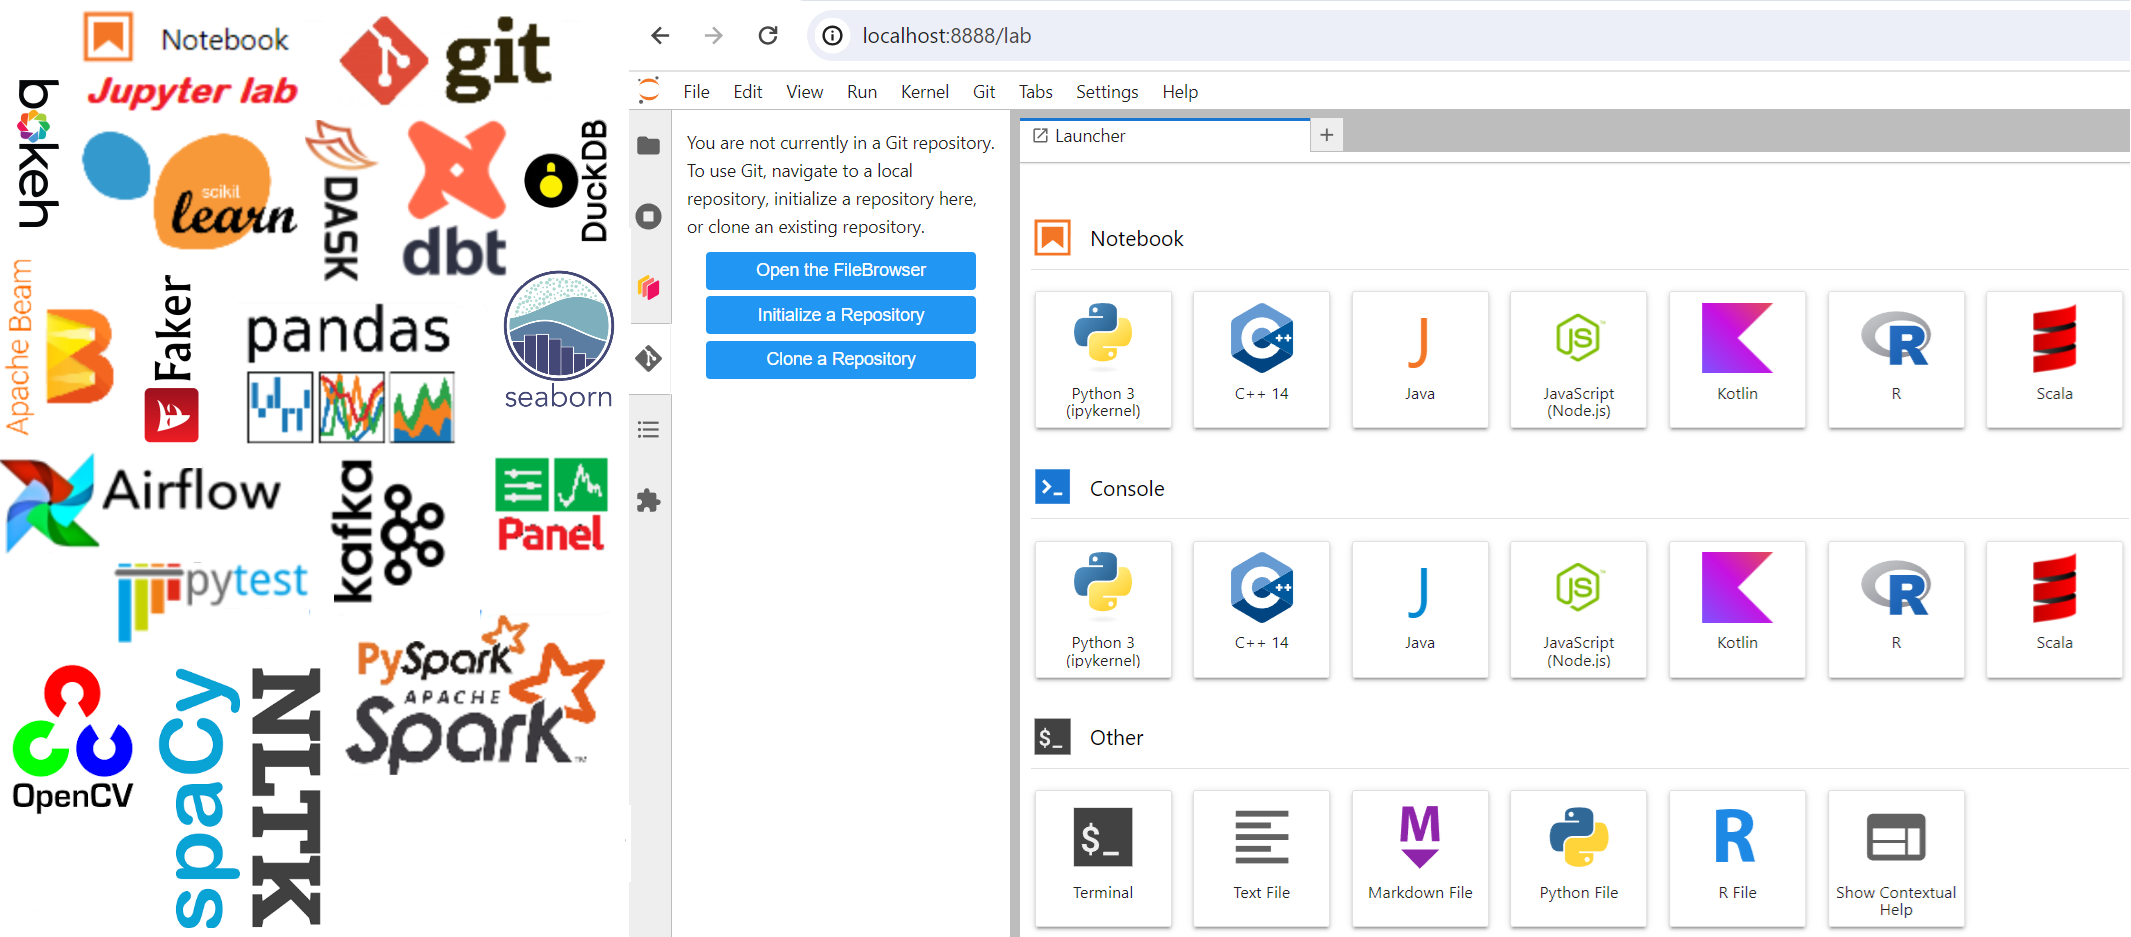 Notebook
Jupyter lab
git
bokeh
scikit
learn
DASK
dbt
DuckDB
Apache Beam
Faker
pandas
seaborn
Airflow
kafka
Panel
pytest
PySpark
APACHE
Spark™
OpenCV
spaCy
NLTK
localhost:8888/lab
File Edit View Run Kernel Git Tabs Settings Help
You are not currently in a Git repository.
To use Git, navigate to a local
repository, initialize a repository here,
or clone an existing repository.
Open the FileBrowser
Initialize a Repository
Clone a Repository
Launcher
Notebook
Python 3
(ipykernel)
C++
C++ 14
J
Java
JS™
JavaScript
(Node.js)
Kotlin
R
R
Scala
Console
Python 3
(ipykernel)
C++
C++ 14
J
Java
JS™
JavaScript
(Node.js)
Kotlin
R
R
Scala
$_
Other
$_
Terminal
Text File
M
Markdown File
Python File
R
R File
Show Contextual
Help